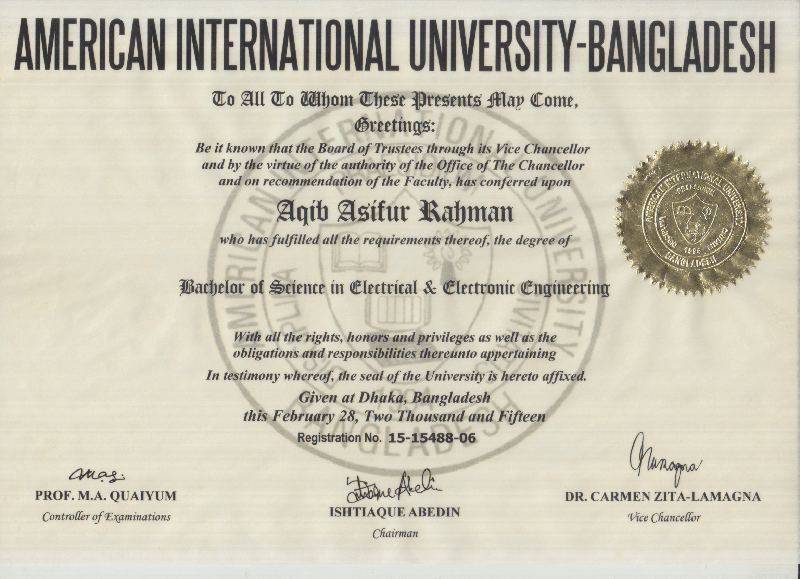 AMERICAN INTERNATIONAL UNIVERSITY-BANGLADESH
To All To Whom These Presents May Come,
Greetings:
Be it known that the Board of Trustees through its Vice Chancellor
and by the virtue of the authority of the Office of The Chancellor
and on recommendation of the Faculty, has conferred upon
Aqib Asifur Rahman
who has fulfilled all the requirements thereof, the degree of
Bachelor of Science in Electrical & Electronic Engineering
With all the rights, honors and privileges as well as the
obligations and responsibilities thereunto appertaining
In testimony whereof, the seal of the University is hereto affixed.
Given at Dhaka, Bangladesh
this February 28, Two Thousand and Fifteen
Registration No. 15-15488-06
PROF. M.A. QUAIYUM
Controller of Examinations
ISHTIAQUE ABEDIN
Chairman
DR. CARMEN ZITA-LAMAGNA
Vice Chancellor
AMERICAN INTERNATIONAL UNIVERSITY
BANGLADESH